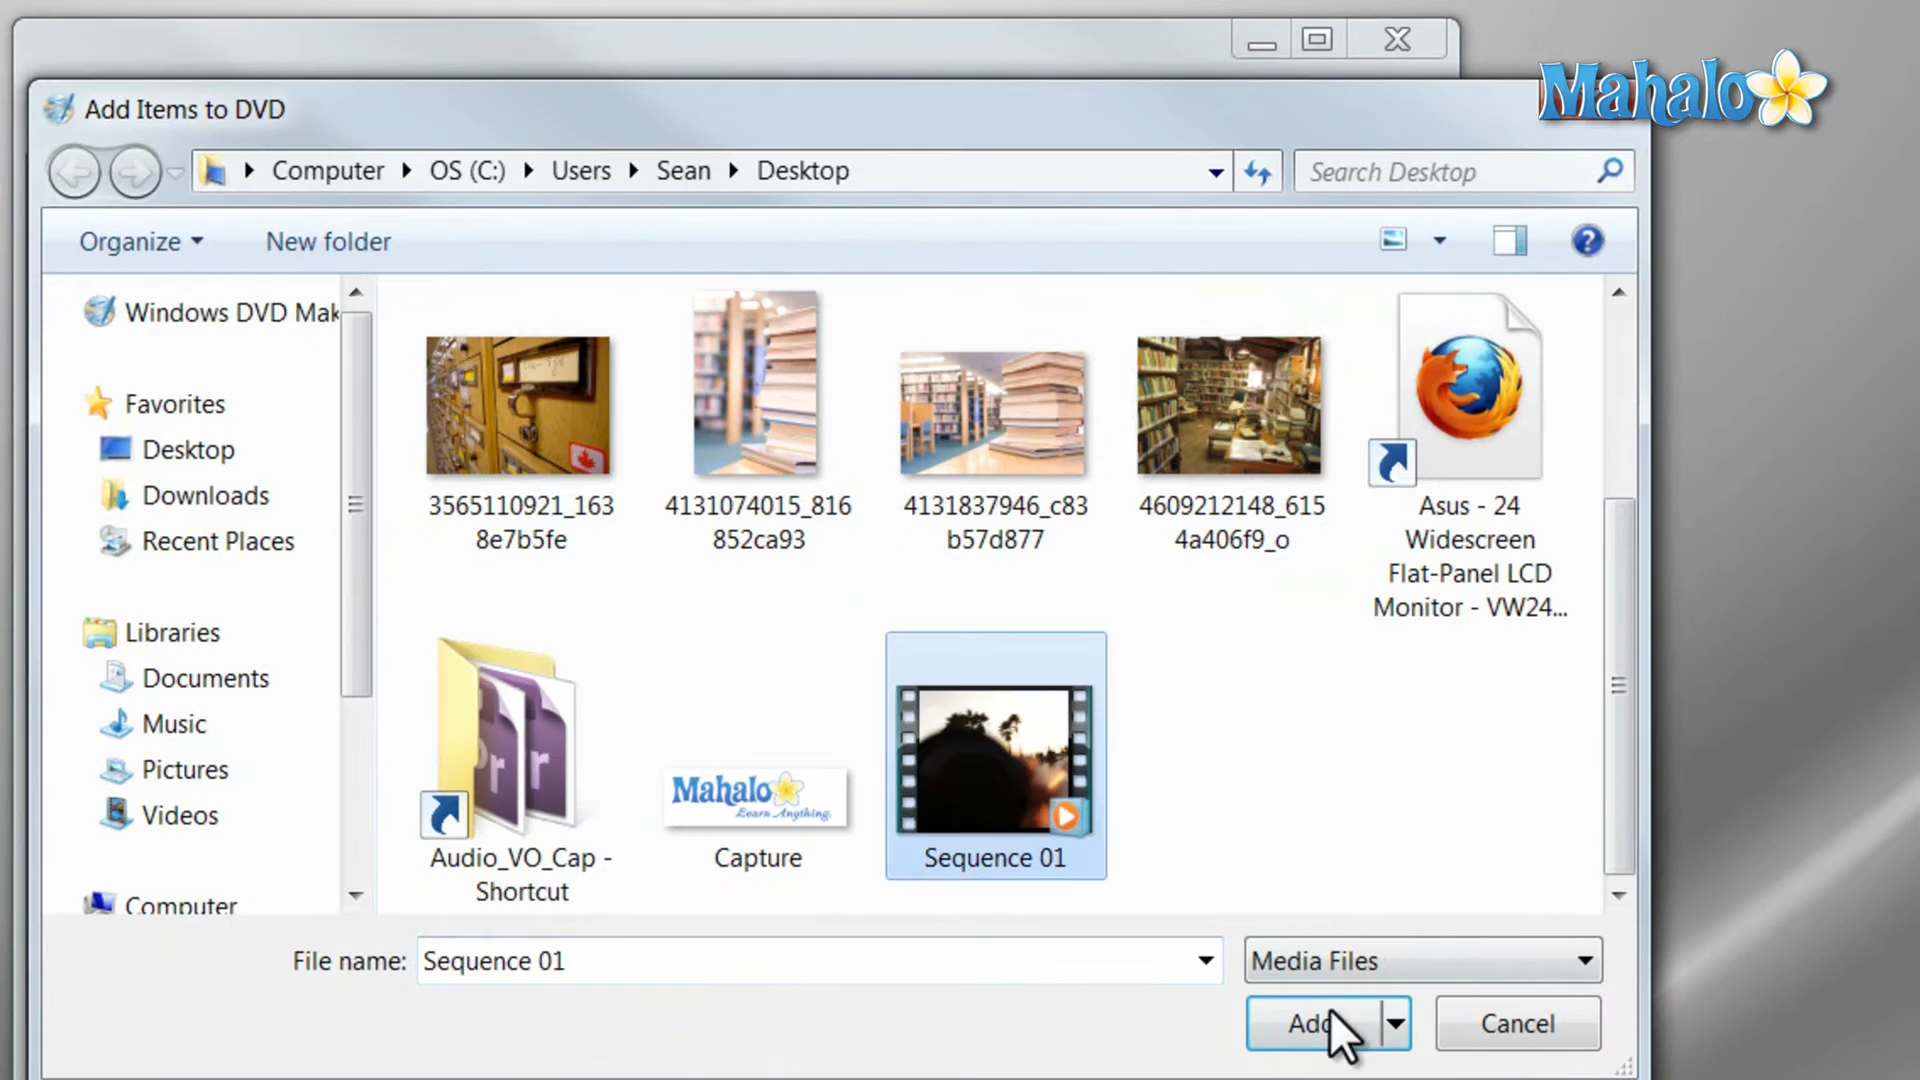 Mahalo
Add Items to DVD
Computer OS (C:) Users Sean Desktop
Search Desktop
Organize New folder
Windows DVD Mak
Favorites
Desktop
Downloads
Recent Places
Libraries
Documents
Music
Pictures
Videos
Computer
3565110921_163
8e7b5fe
4131074015_816
852ca93
4131837946_c83
b57d877
4609212148_615
4a406f9_o
Asus - 24
Widescreen
Flat-Panel LCD
Monitor - VW24...
Audio_VO_Cap -
Shortcut
Mahalo
Learn Anything.
Capture
Sequence 01
File name: Sequence 01
Media Files
Add
Cancel